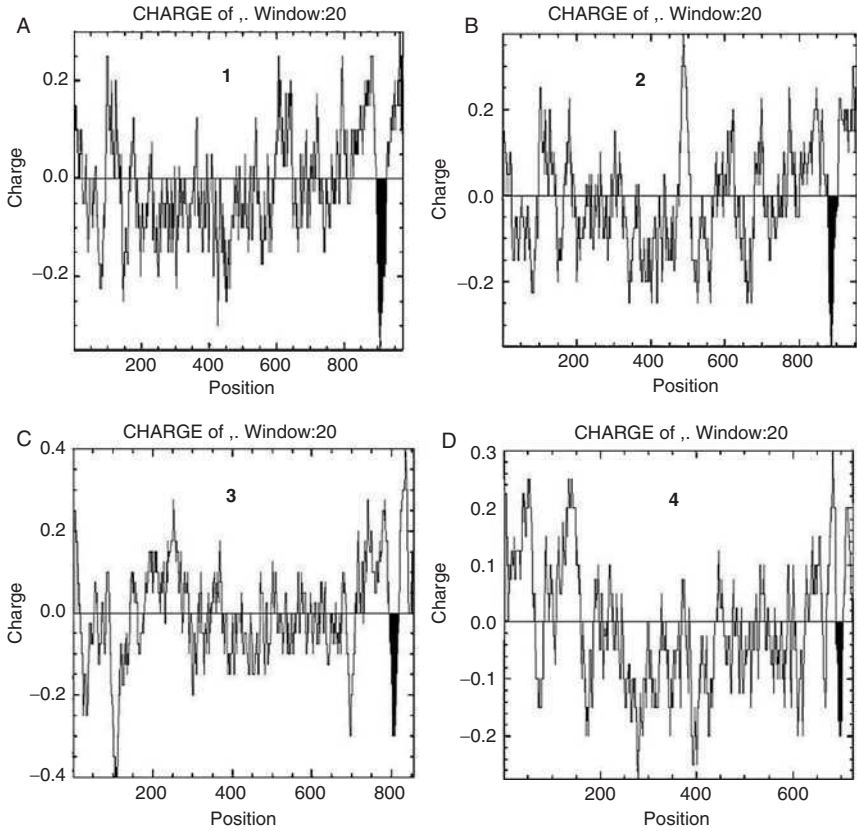 A
CHARGE of ,. Window:20
1
Charge
0.2
0.0
−0.2
200 400 600 800
Position
B
CHARGE of ,. Window:20
2
Charge
0.2
0.0
−0.2
200 400 600 800
Position
C
CHARGE of ,. Window:20
3
Charge
0.4
0.2
0.0
−0.2
−0.4
200 400 600 800
Position
D
CHARGE of ,. Window:20
4
Charge
0.3
0.2
0.1
0.0
−0.1
−0.2
200 400 600
Position